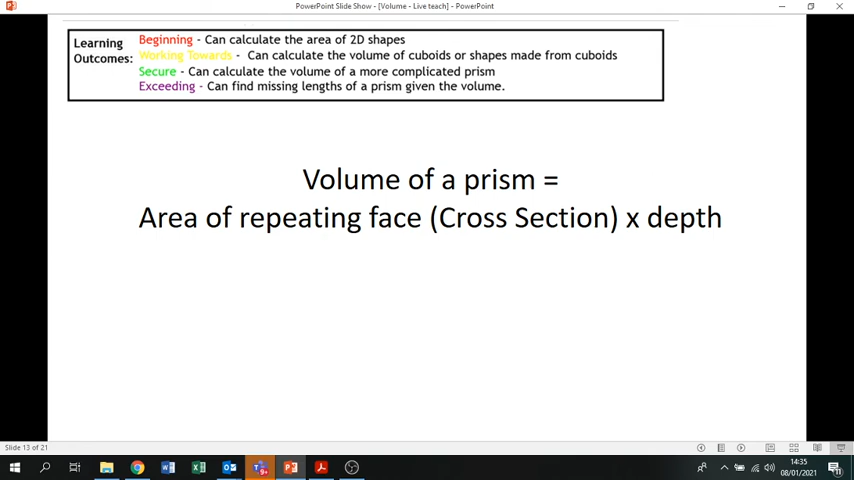 PowerPoint Slide Show - [Volume - Live teach] - PowerPoint
Learning Outcomes:
Beginning - Can calculate the area of 2D shapes
Working Towards - Can calculate the volume of cuboids or shapes made from cuboids
Secure - Can calculate the volume of a more complicated prism
Exceeding - Can find missing lengths of a prism given the volume.
Volume of a prism =
Area of repeating face (Cross Section) x depth
Slide 13 of 21
14:35
08/01/2021